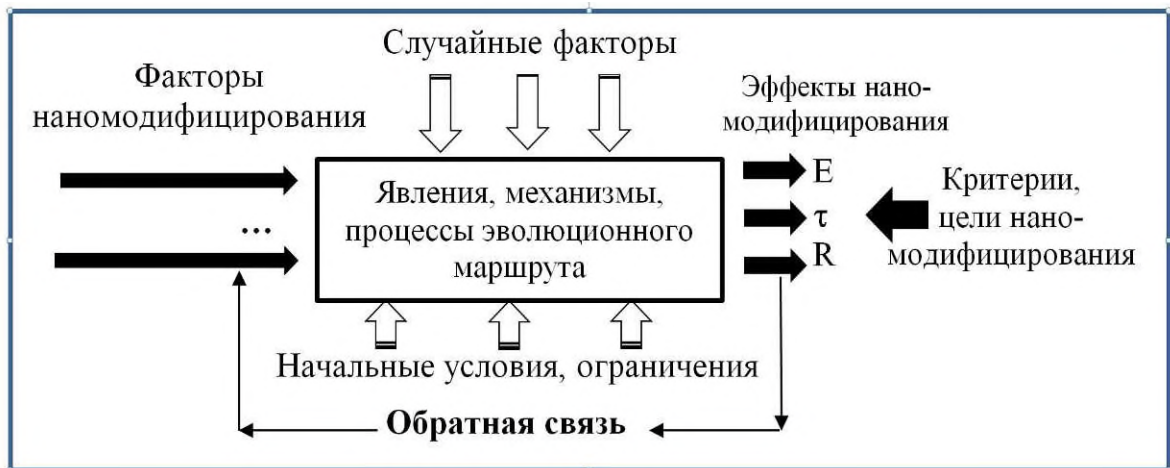 Случайные факторы
Факторы
наномодифицирования
Эффекты нано-
модифицирования
Явления, механизмы,
процессы эволюционного
маршрута
...
E
τ
R
Критерии,
цели нано-
модифицирования
Начальные условия, ограничения
Обратная связь